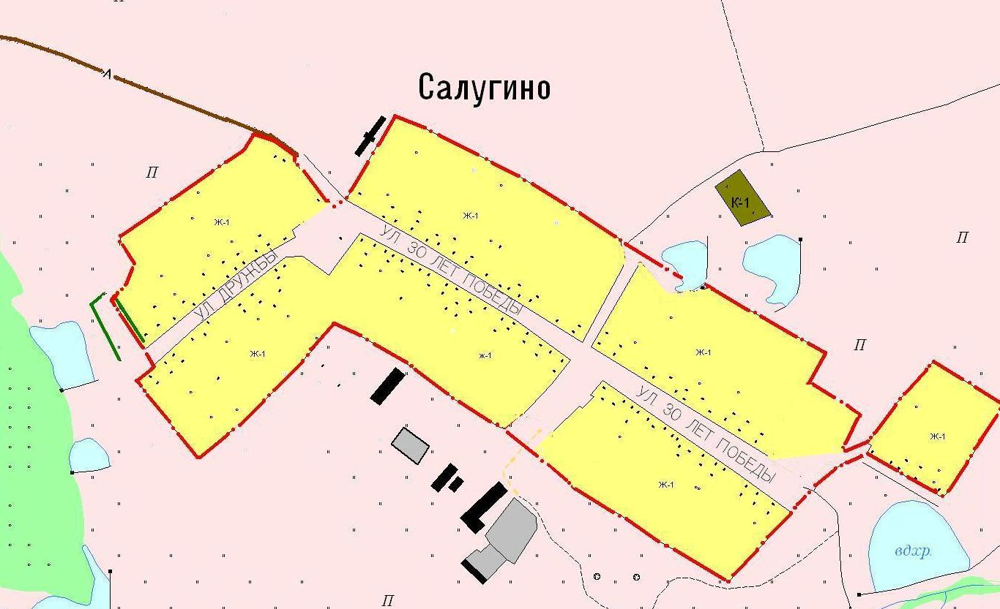 А
Салугино
П
К-1
Ж-1
Ж-1
УЛ. 30 ЛЕТ ПОБЕДЫ
П
УЛ. ДРУЖБЫ
П
Ж-1
ж-1
Ж-1
УЛ. 30 ЛЕТ ПОБЕДЫ
Ж-1
Ж-1
вдхр.
П